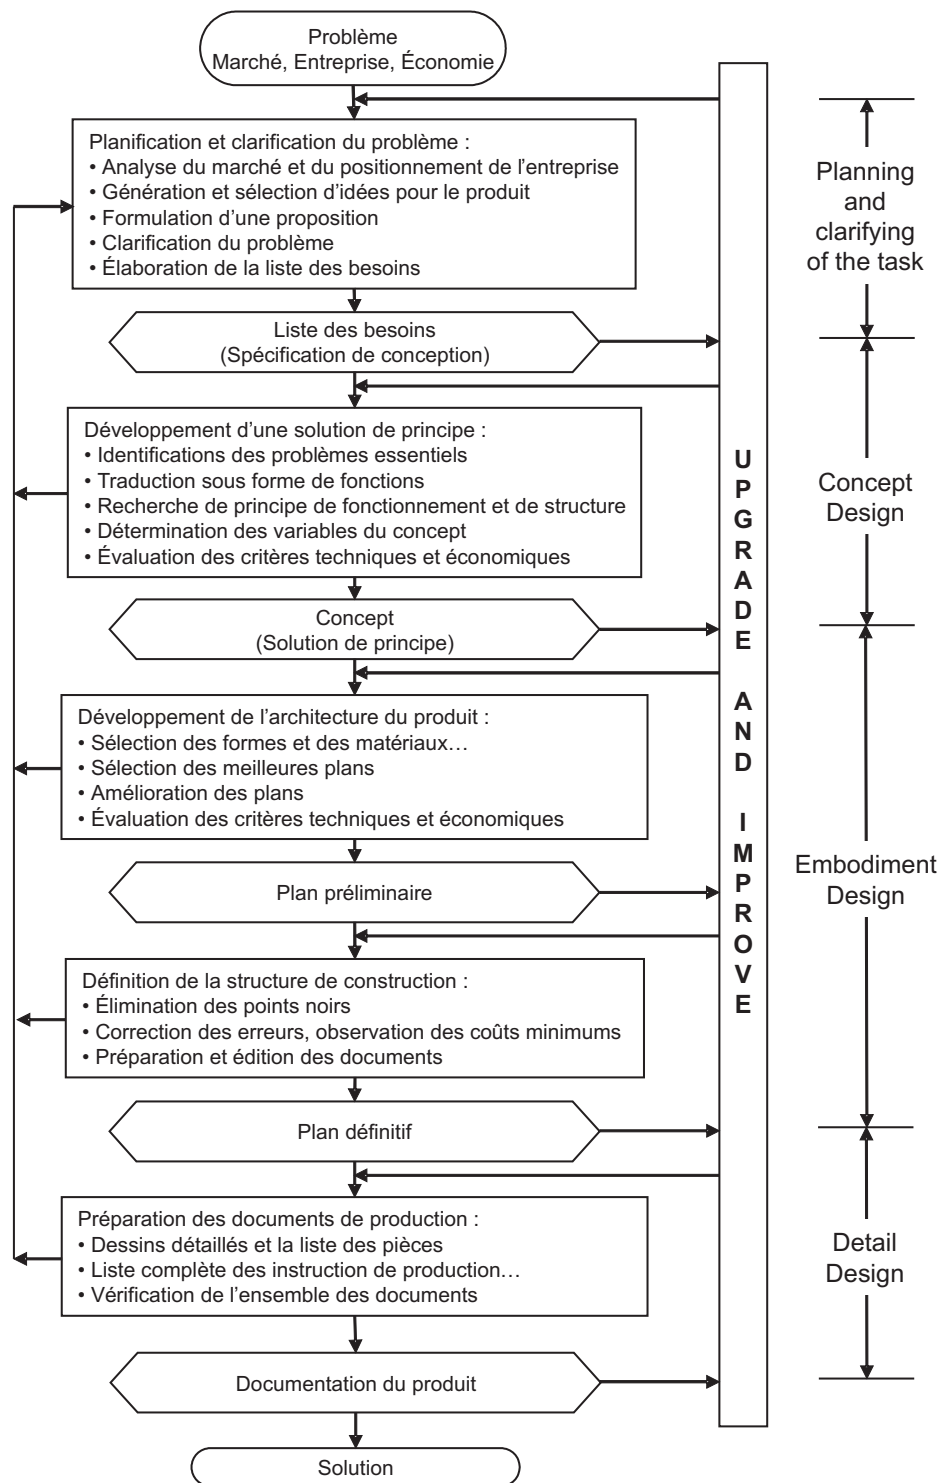 Problème
Marché, Entreprise, Économie
Planification et clarification du problème :
• Analyse du marché et du positionnement de l'entreprise
• Génération et sélection d'idées pour le produit
• Formulation d'une proposition
• Clarification du problème
• Élaboration de la liste des besoins
Liste des besoins
(Spécification de conception)
Développement d'une solution de principe :
• Identifications des problèmes essentiels
• Traduction sous forme de fonctions
• Recherche de principe de fonctionnement et de structure
• Détermination des variables du concept
• Évaluation des critères techniques et économiques
Concept
(Solution de principe)
Développement de l'architecture du produit :
• Sélection des formes et des matériaux…
• Sélection des meilleures plans
• Amélioration des plans
• Évaluation des critères techniques et économiques
Plan préliminaire
Définition de la structure de construction :
• Élimination des points noirs
• Correction des erreurs, observation des coûts minimums
• Préparation et édition des documents
Plan définitif
Préparation des documents de production :
• Dessins détaillés et la liste des pièces
• Liste complète des instruction de production…
• Vérification de l'ensemble des documents
Documentation du produit
Solution
UPGRADE AND IMPROVE
Planning
and
clarifying
of the task
Concept
Design
Embodiment
Design
Detail
Design